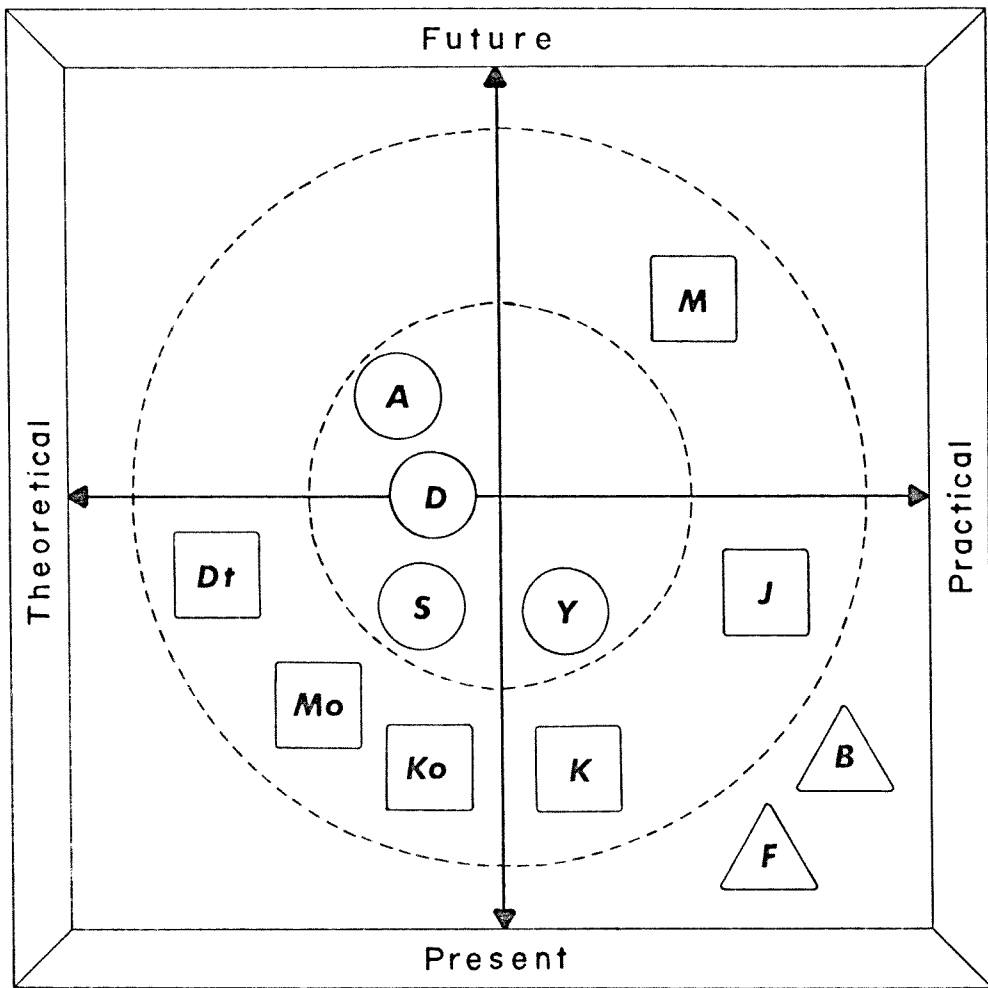 Future
M
A
Theoretical
D
Practical
Dt
S
Y
J
Mo
Ko
K
B
F
Present